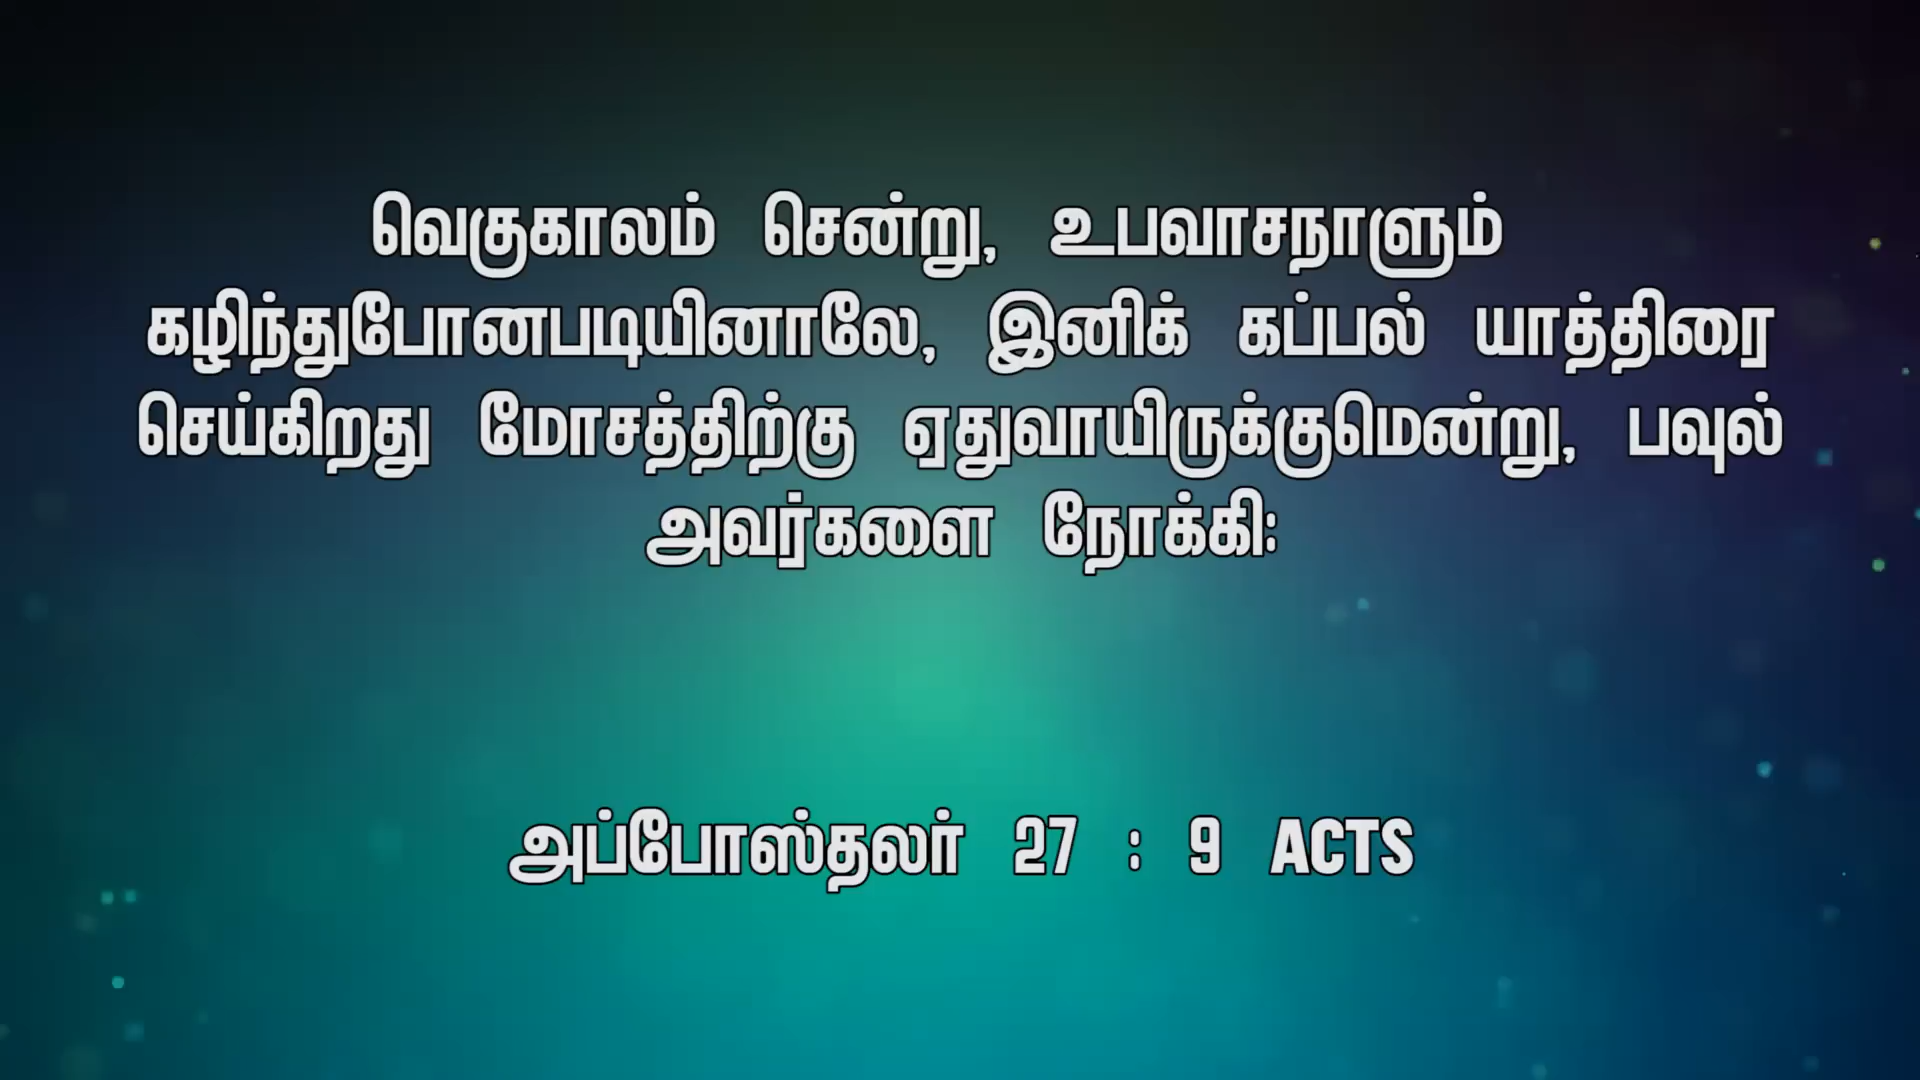 வெகுகாலம் சென்று, உபவாசநாளும்
கழிந்துபோனபடியினாலே, இனிக் கப்பல் யாத்திரை
செய்கிறது மோசத்திற்கு ஏதுவாயிருக்குமென்று, பவுல்
அவர்களை நோக்கி:
அப்போஸ்தலர் 27 : 9 ACTS